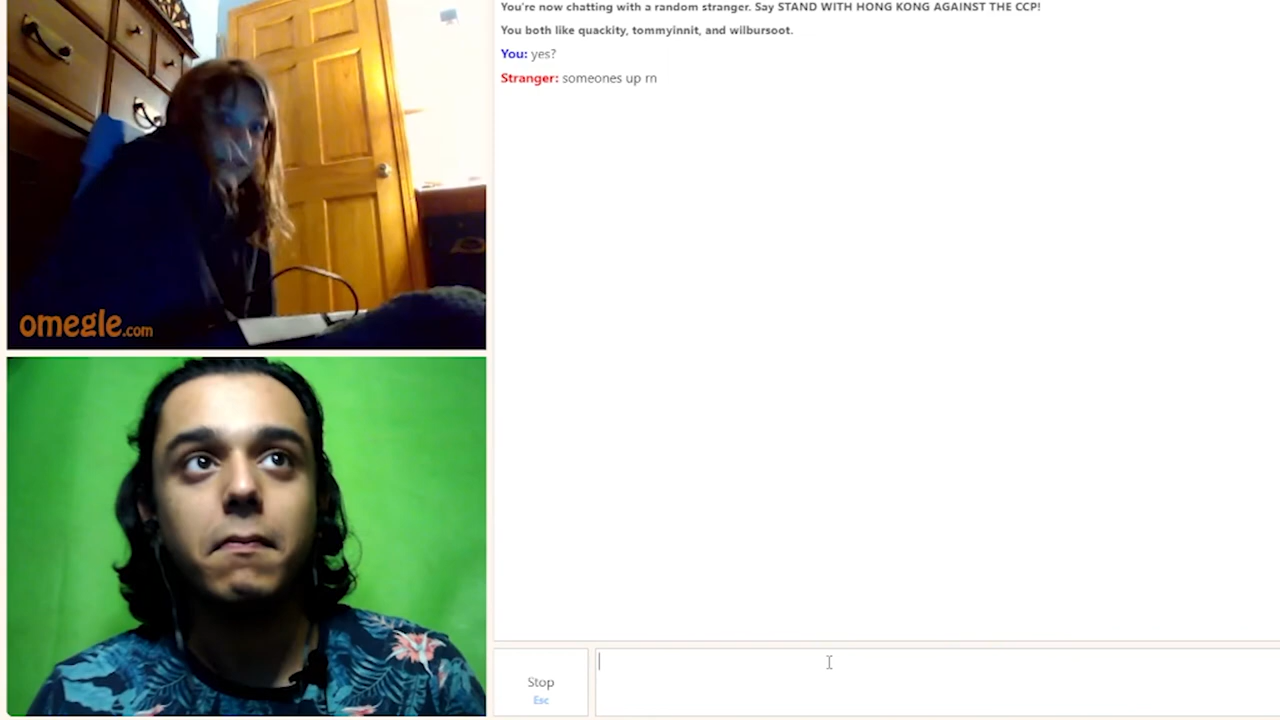 You're now chatting with a random stranger. Say STAND WITH HONG KONG AGAINST THE CCP!
You both like quackity, tommyinnit, and wilbursoot.
You: yes?
Stranger: someones up rn
omegle.com
Stop
Esc